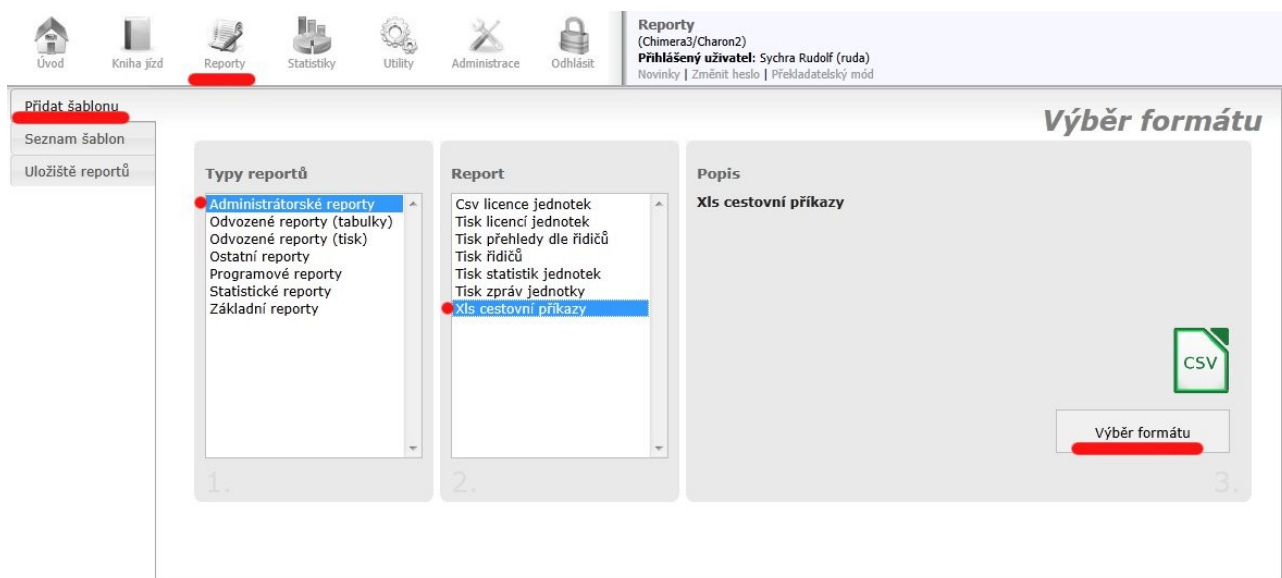 Úvod
Kniha jízd
Reporty
Statistiky
Utility
Administrace
Odhlásit
Reporty
(Chimera3/Charon2)
Přihlášený uživatel: Sychra Rudolf (ruda)
Novinky | Změnit heslo | Překladatelský mód
Přidat šablonu
Seznam šablon
Uložiště reportů
Výběr formátu
Typy reportů
Administrátorské reporty
Odvozené reporty (tabulky)
Odvozené reporty (tisk)
Ostatní reporty
Programové reporty
Statistické reporty
Základní reporty
1.
Report
Csv licence jednotek
Tisk licencí jednotek
Tisk přehledy dle řidičů
Tisk řidičů
Tisk statistik jednotek
Tisk zpráv jednotky
Xls cestovní příkazy
2.
Popis
Xls cestovní příkazy
CSV
Výběr formátu
3.